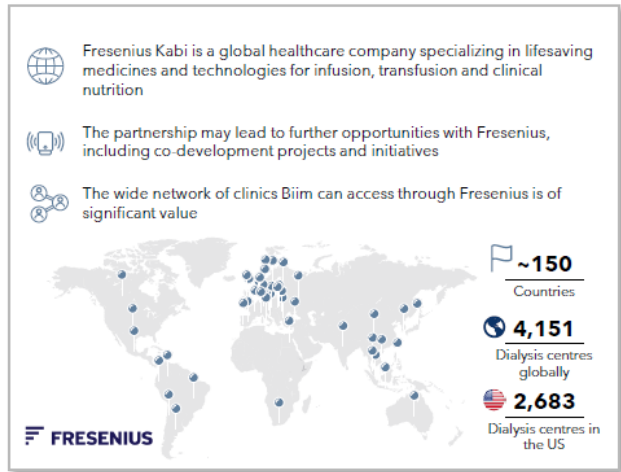 Fresenius Kabi is a global healthcare company specializing in lifesaving
medicines and technologies for infusion, transfusion and clinical
nutrition
The partnership may lead to further opportunities with Fresenius,
including co-development projects and initiatives
The wide network of clinics Biim can access through Fresenius is of
significant value
~150
Countries
4,151
Dialysis centres
globally
2,683
Dialysis centres in
the US
FRESENIUS